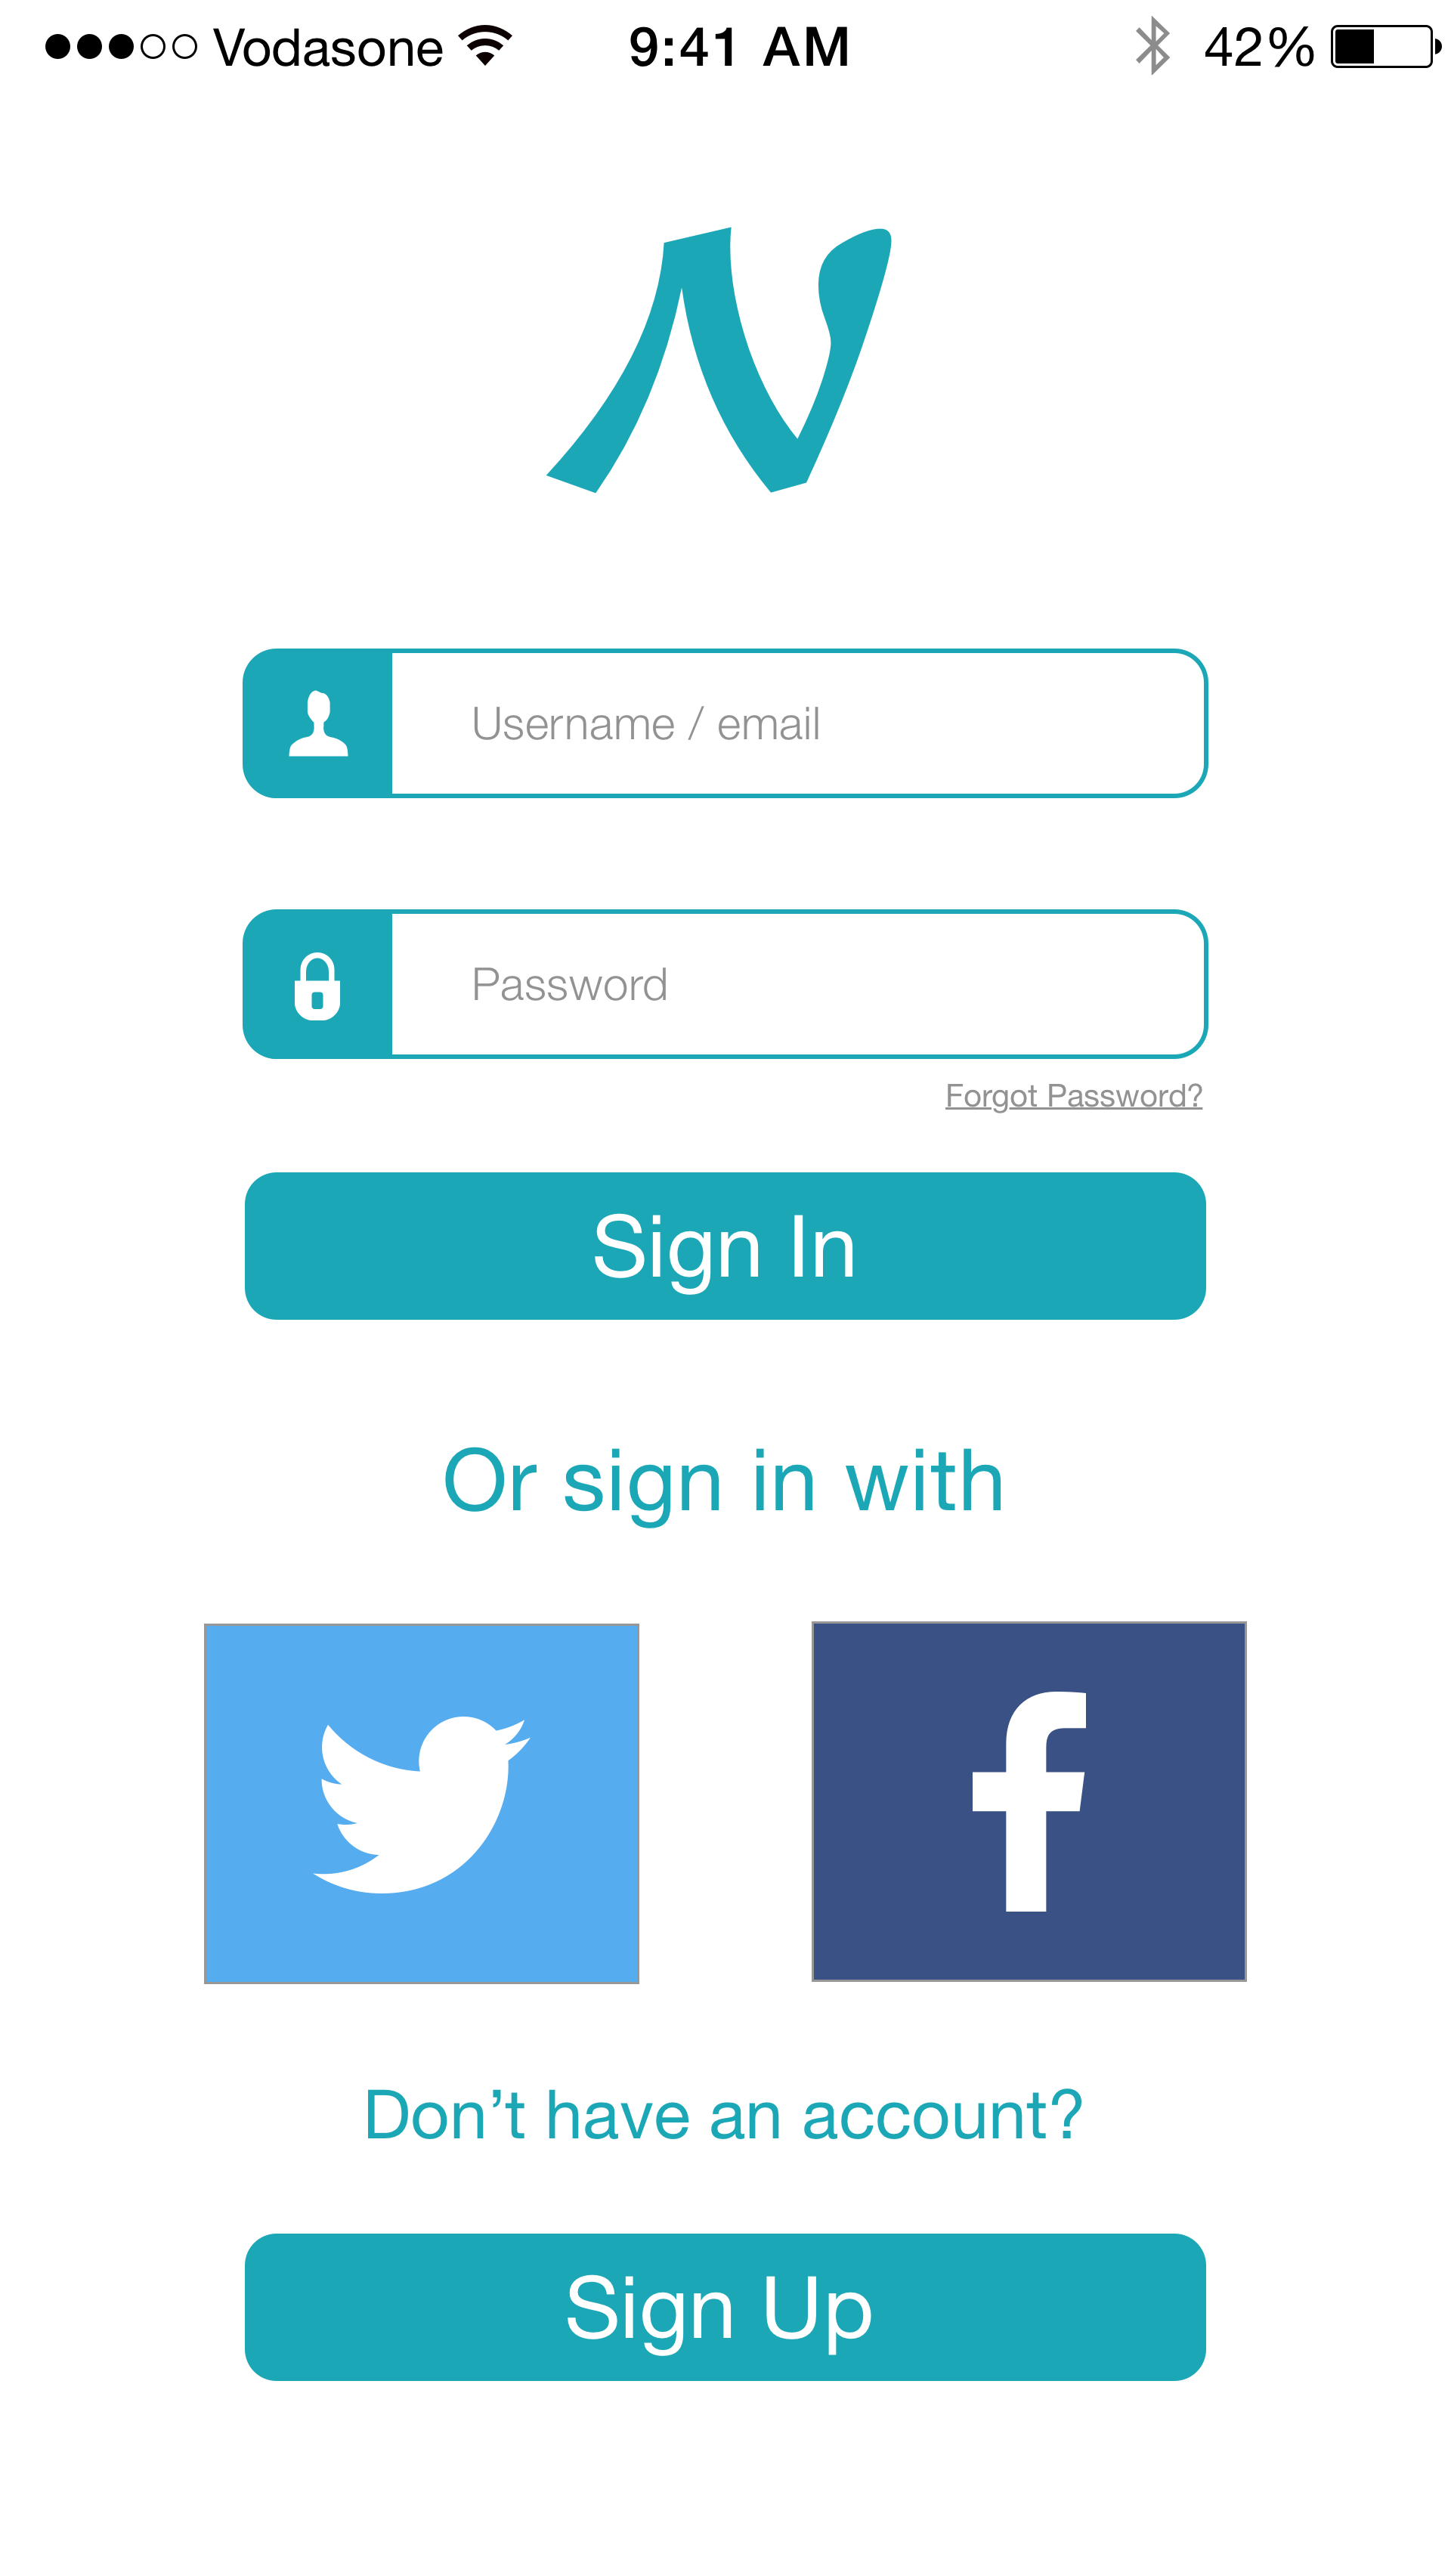 Vodasone 9:41 AM 42%
N
Username / email
Password
Forgot Password?
Sign In
Or sign in with
Don’t have an account?
Sign Up